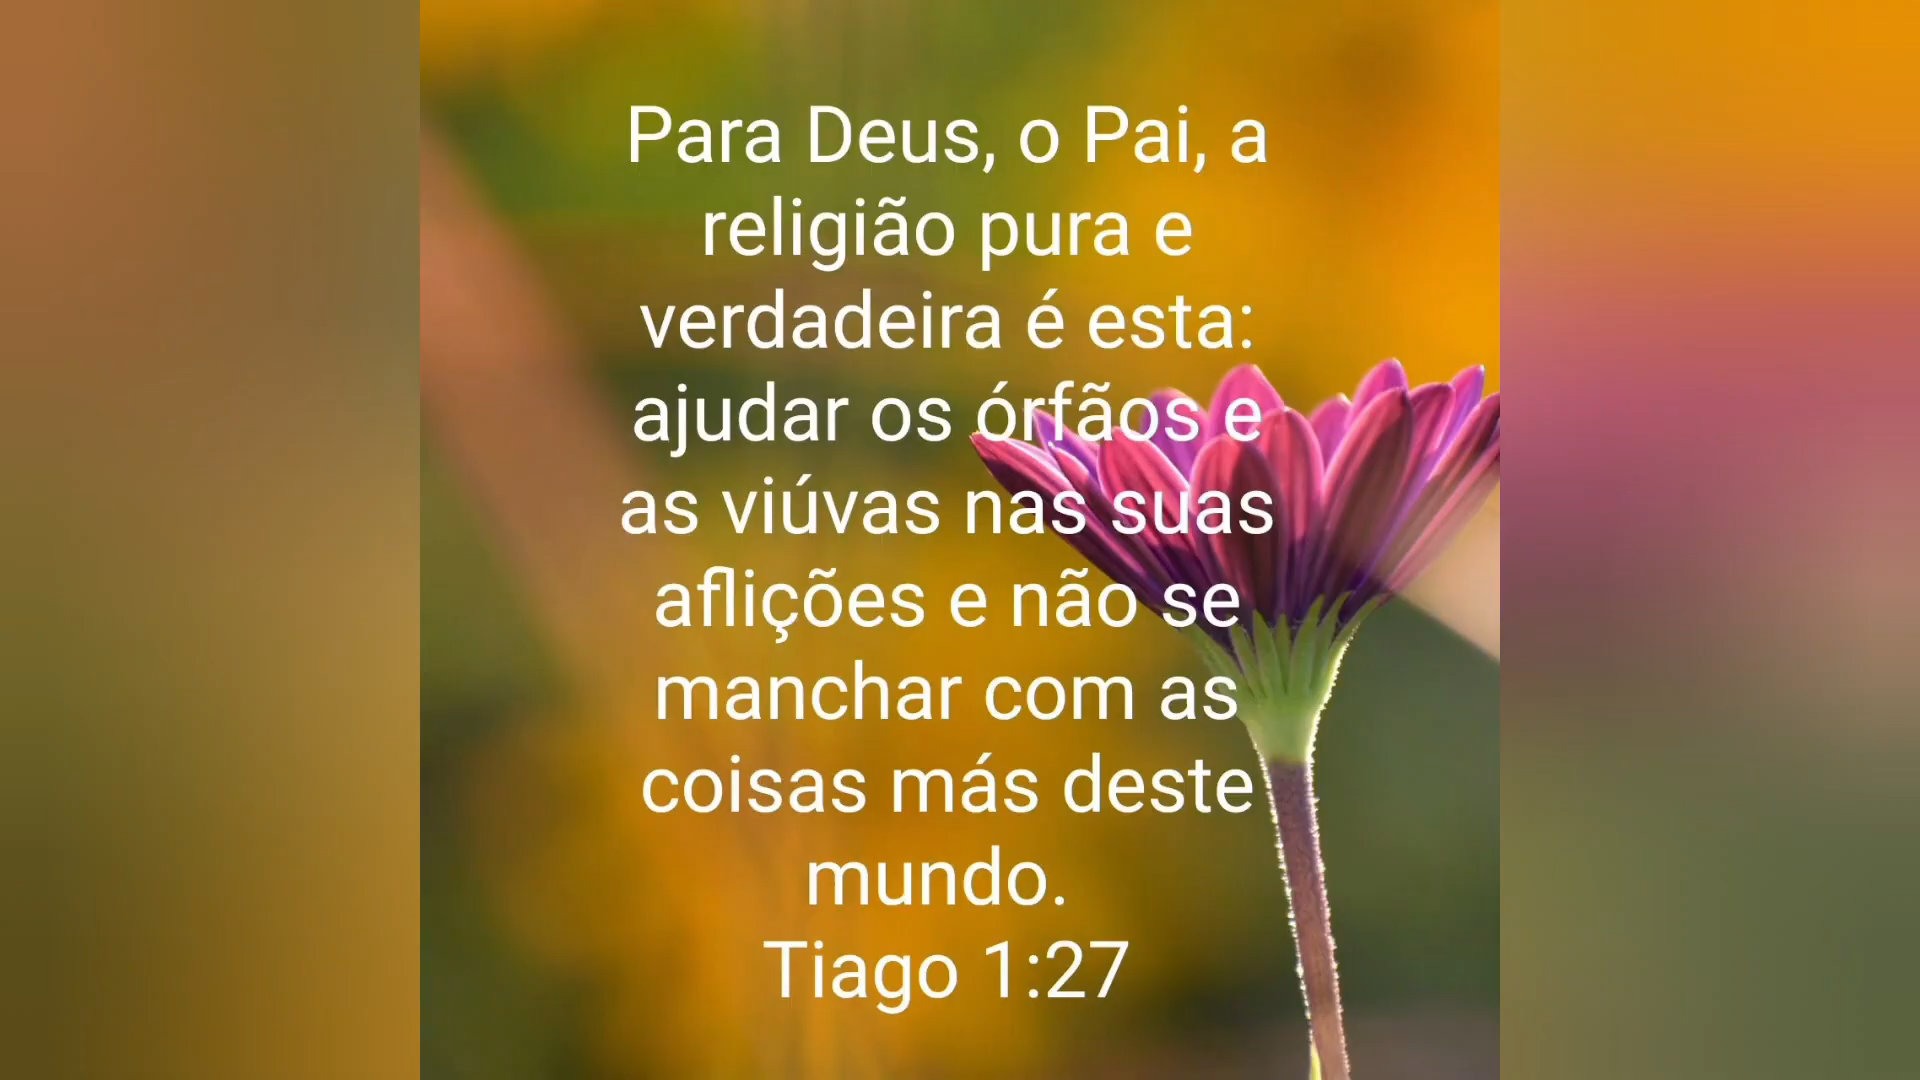 Para Deus, o Pai, a
religião pura e
verdadeira é esta:
ajudar os órfãos e
as viúvas nas suas
aflições e não se
manchar com as
coisas más deste
mundo.
Tiago 1:27